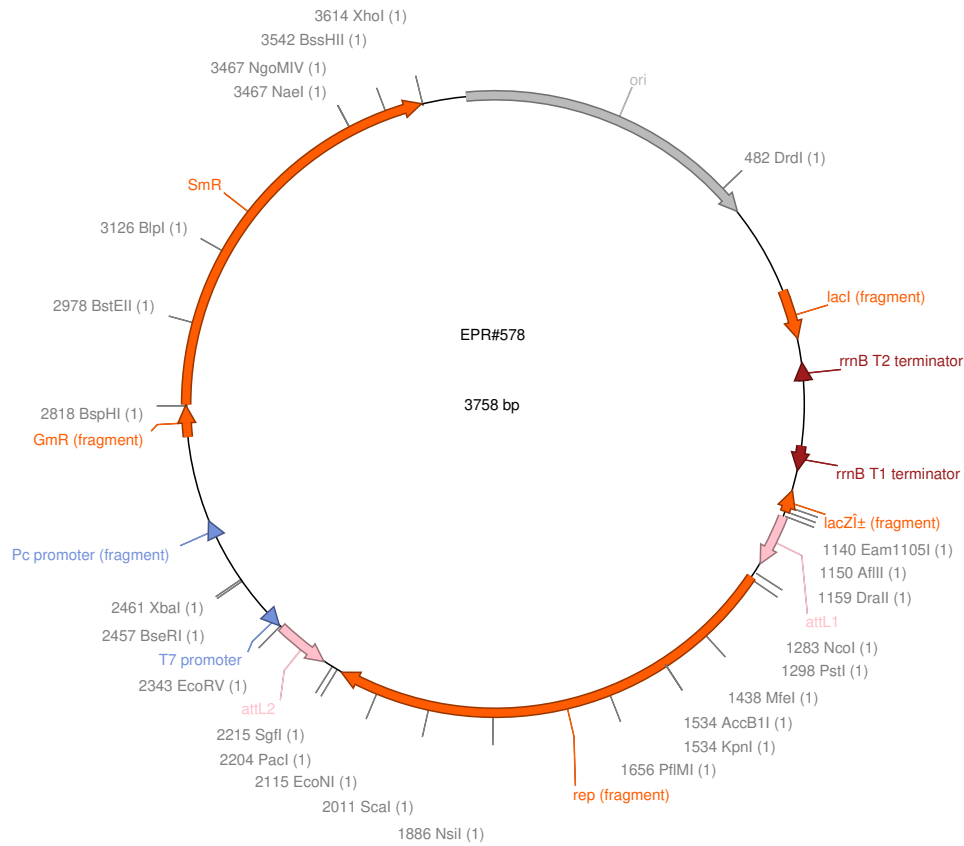 3614 XhoI (1)
3542 BssHII (1)
3467 NgoMIV (1)
3467 NaeI (1)
ori
482 DrdI (1)
SmR
3126 BlpI (1)
lacI (fragment)
2978 BstEII (1)
EPR#578
rrnB T2 terminator
3758 bp
2818 BspHI (1)
GmR (fragment)
rrnB T1 terminator
lacZÎ± (fragment)
Pc promoter (fragment)
1140 Eam1105I (1)
1150 AflII (1)
1159 DraII (1)
2461 XbaI (1)
attL1
2457 BseRI (1)
1283 NcoI (1)
T7 promoter
1298 PstI (1)
2343 EcoRV (1)
1438 MfeI (1)
attL2
1534 AccB1I (1)
2215 SgfI (1)
1534 KpnI (1)
2204 PacI (1)
1656 PflMI (1)
2115 EcoNI (1)
rep (fragment)
2011 ScaI (1)
1886 NsiI (1)